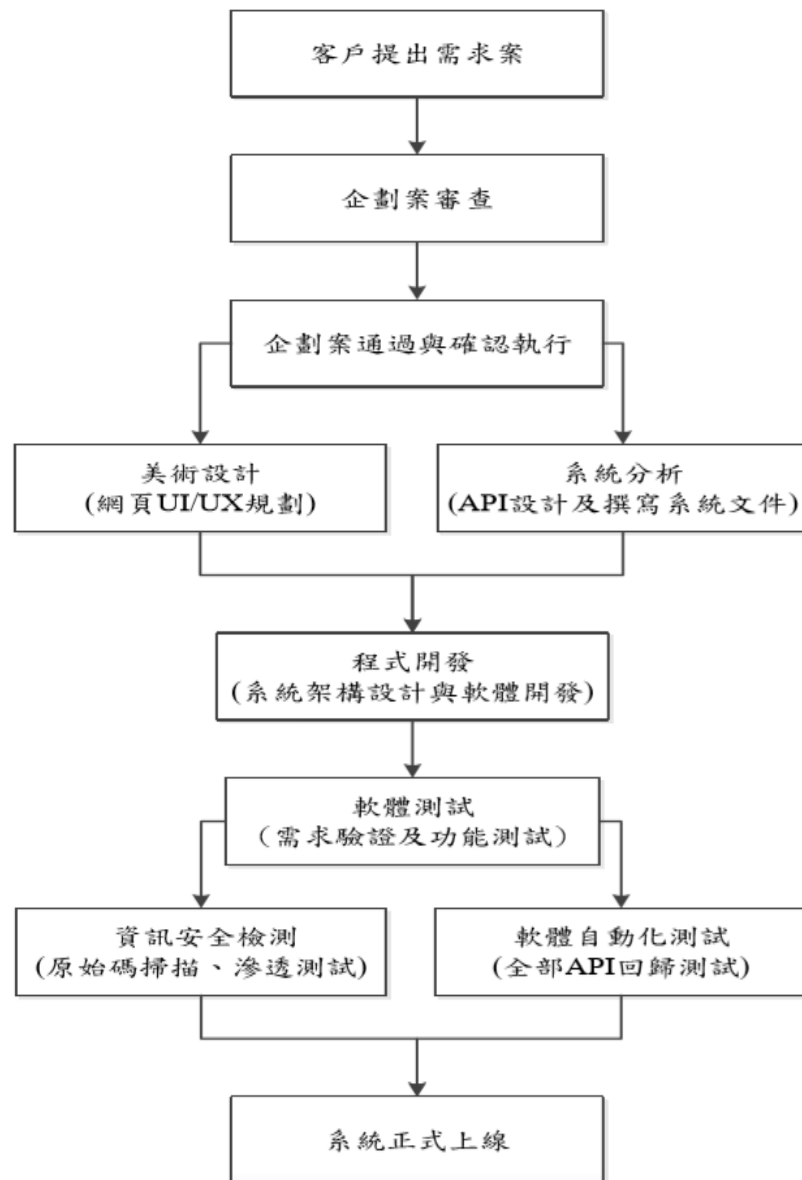 客戶提出需求案
企劃案審查
企劃案通過與確認執行
美術設計
(網頁UI/UX規劃)
系統分析
(API設計及撰寫系統文件)
程式開發
(系統架構設計與軟體開發)
軟體測試
（需求驗證及功能測試）
資訊安全檢測
(原始碼掃描、滲透測試)
軟體自動化測試
(全部API回歸測試)
系統正式上線